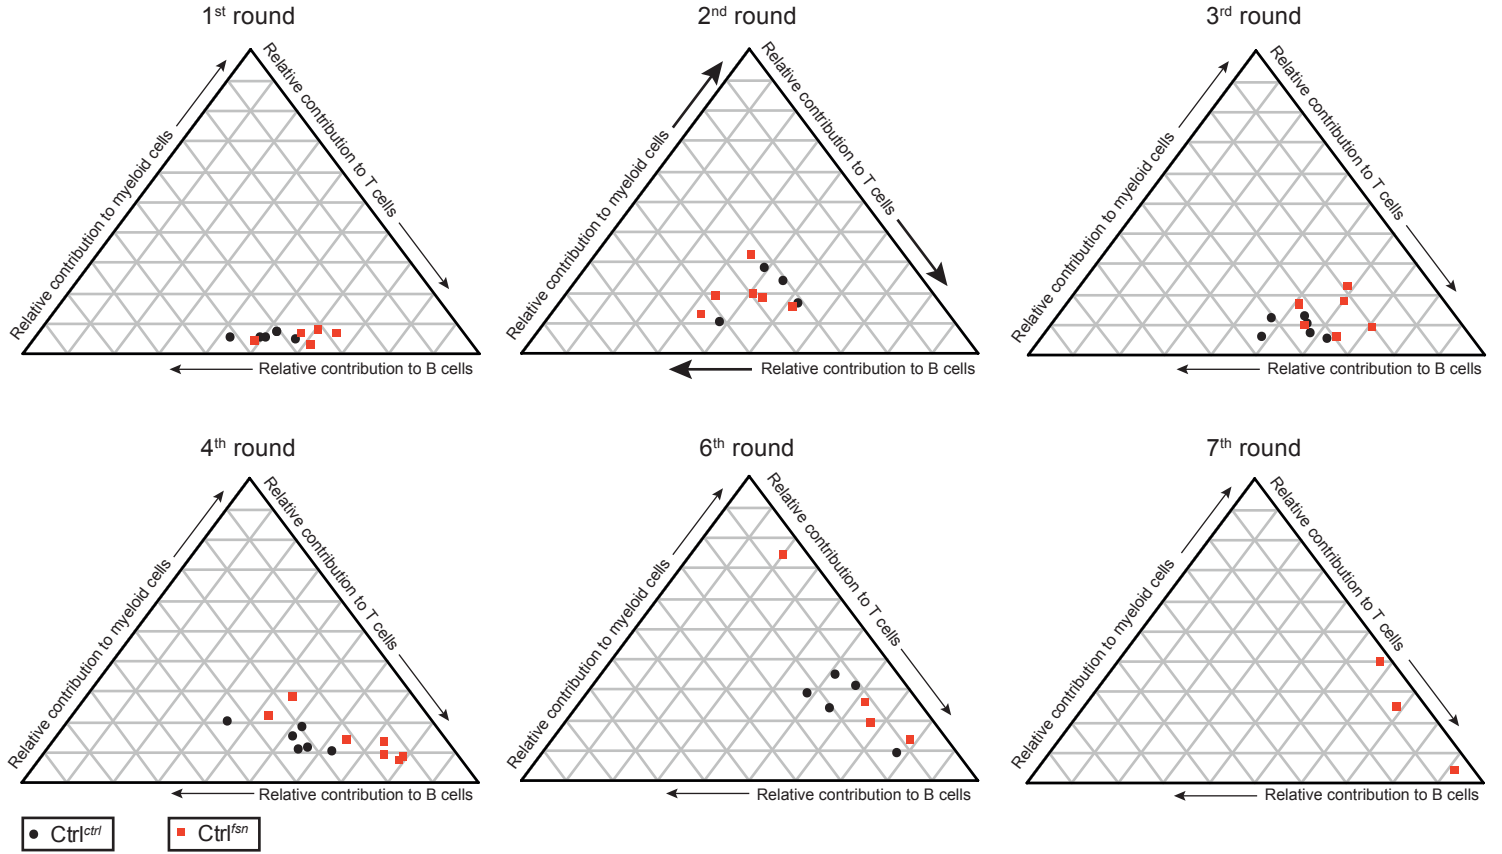 1st round
Relative contribution to myeloid cells
Relative contribution to T cells
Relative contribution to B cells
2nd round
Relative contribution to myeloid cells
Relative contribution to T cells
Relative contribution to B cells
3rd round
Relative contribution to myeloid cells
Relative contribution to T cells
Relative contribution to B cells
4th round
Relative contribution to myeloid cells
Relative contribution to T cells
Relative contribution to B cells
6th round
Relative contribution to myeloid cells
Relative contribution to T cells
Relative contribution to B cells
7th round
Relative contribution to myeloid cells
Relative contribution to T cells
Relative contribution to B cells
Ctrlctrl
Ctrlfsn